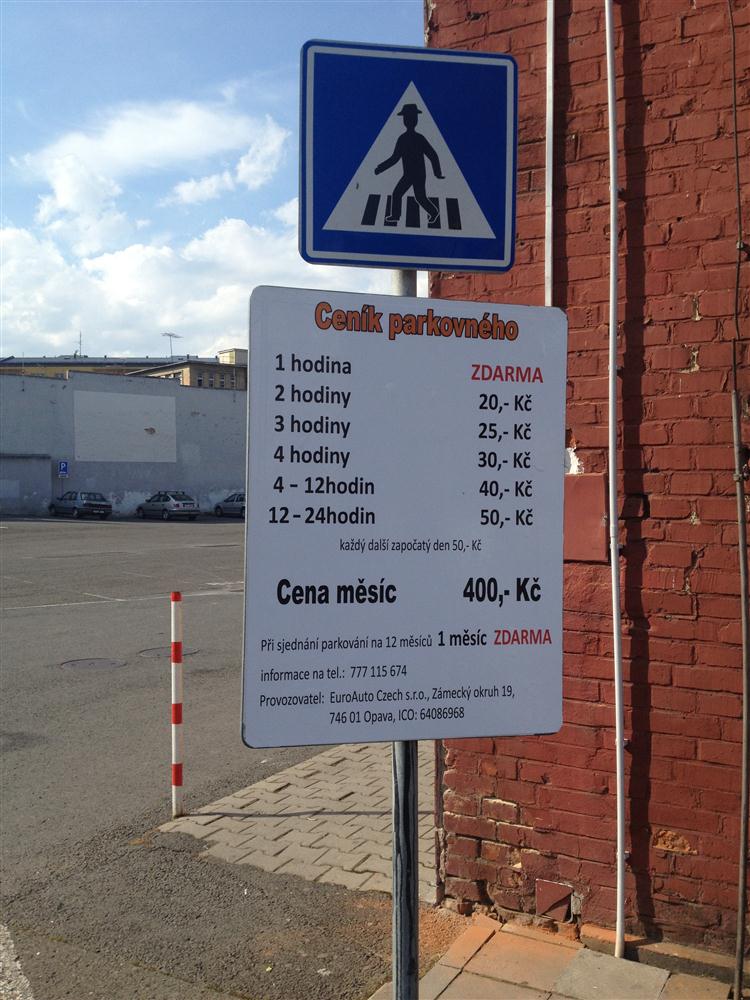 Ceník parkovného
1 hodina ZDARMA
2 hodiny 20,- Kč
3 hodiny 25,- Kč
4 hodiny 30,- Kč
4 - 12hodin 40,- Kč
12 - 24hodin 50,- Kč
každý další započatý den 50,- Kč
Cena měsíc 400,- Kč
Při sjednání parkování na 12 měsíců 1 měsíc ZDARMA
informace na tel.: 777 115 674
Provozovatel: EuroAuto Czech s.r.o., Zámecký okruh 19,
746 01 Opava, ICO: 64086968
P